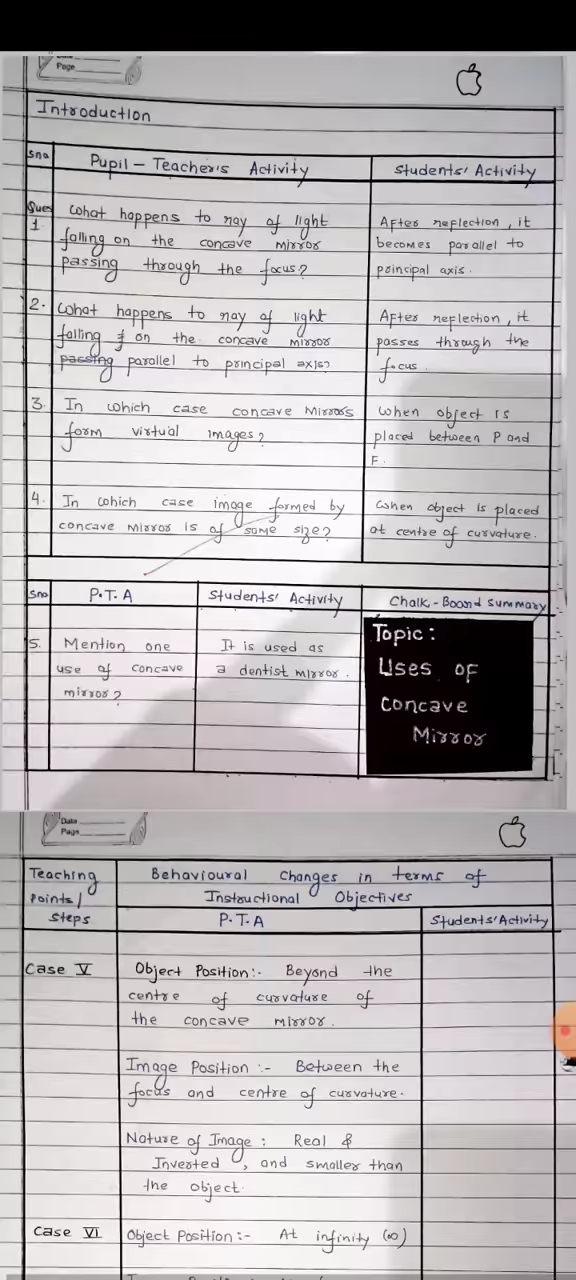 Page
Introduction
Sno
Pupil - Teacher's Activity
Students' Activity
Ques
1.
What happens to ray of light
falling on the concave mirror
passing through the focus?
After reflection, it
becomes parallel to
principal axis.
2.
What happens to ray of light
falling on the concave mirror
passing parallel to principal axis?
After reflection, it
passes through the
focus.
3.
In which case concave Mirrors
form virtual images?
When object is
placed between P and
F.
4.
In which case image formed by
concave mirror is of same size?
When object is placed
at centre of curvature.
Sno
P.T.A
Students' Activity
Chalk-Board Summary
5.
Mention one
use of concave
mirror?
It is used as
a dentist mirror.
Topic:
Uses of
Concave
Mirror
Date
Page
Teaching
Points/
Steps
Behavioural Changes in terms of
Instructional Objectives
P.T.A
Students' Activity
Case V
Object Position:- Beyond the
centre of curvature of
the concave mirror.
Image Position :- Between the
focus and centre of curvature.
Nature of Image : Real &
Inverted, and smaller than
the object.
Case VI
Object Position:- At infinity (∞)